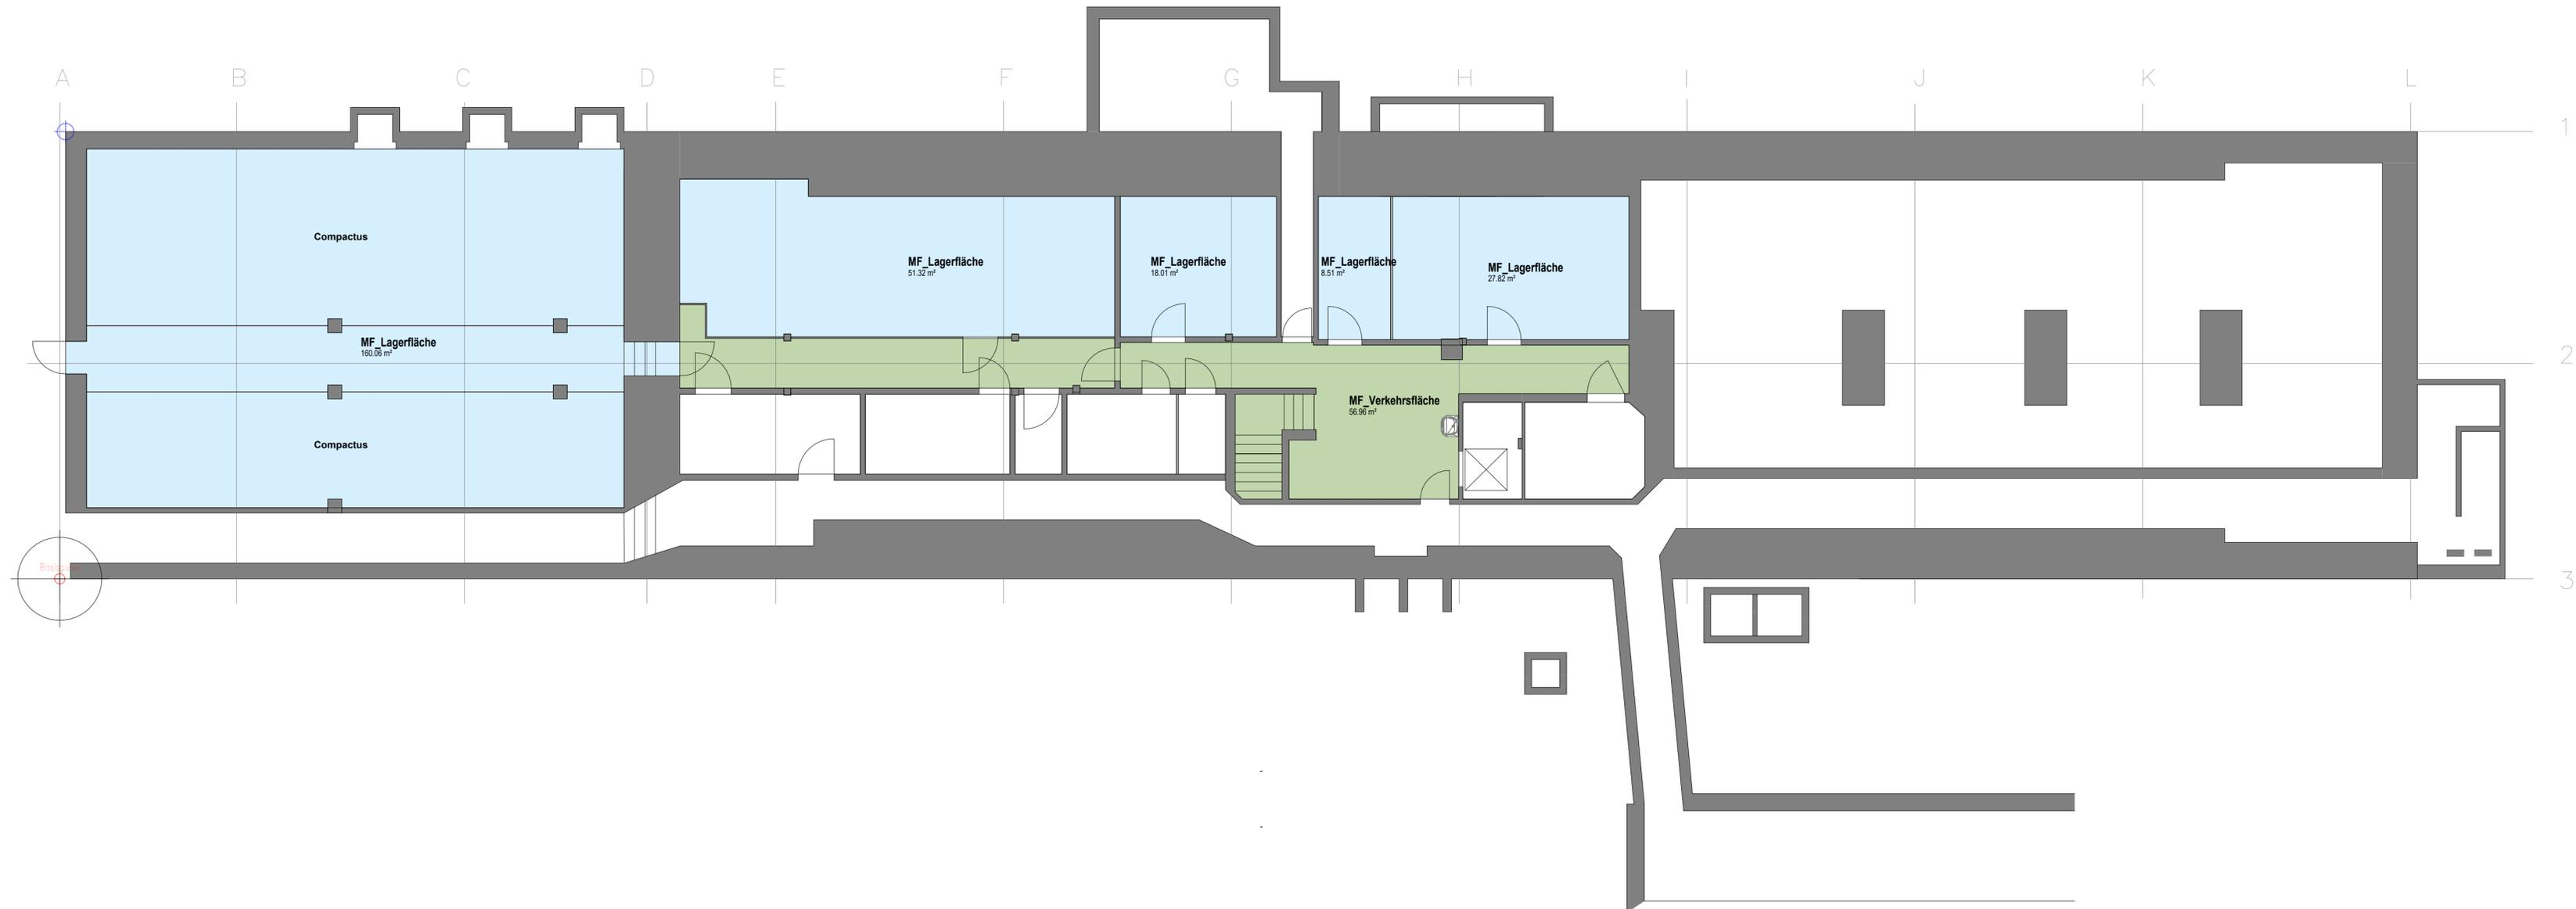 A B C D E F G H I J K L
1
Compactus
MF_Lagerfläche
51.32 m²
MF_Lagerfläche
18.01 m²
MF_Lagerfläche
8.51 m²
MF_Lagerfläche
27.82 m²
MF_Lagerfläche
160.06 m²
2
MF_Verkehrsfläche
56.96 m²
Compactus
3